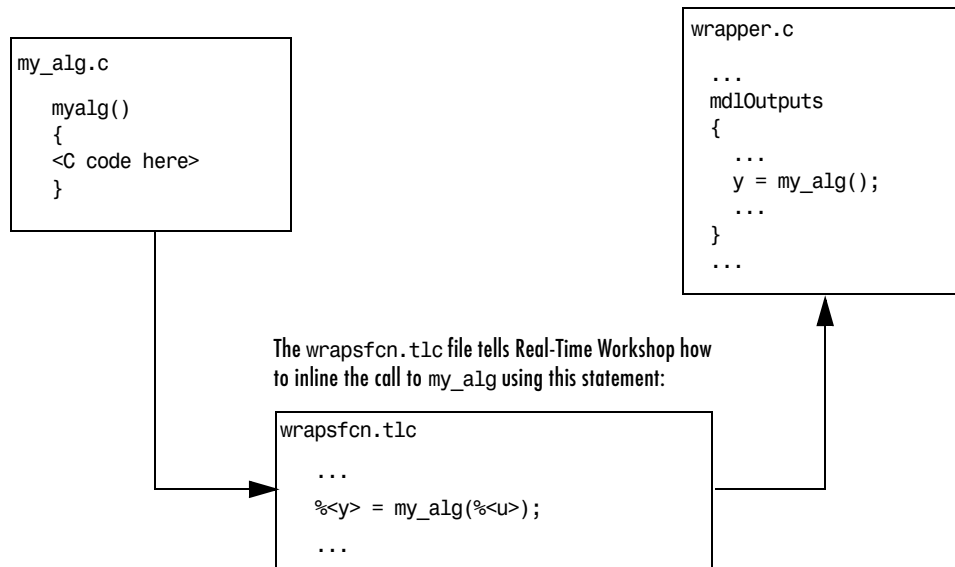 my_alg.c
myalg()
{
<C code here>
}
wrapper.c
...
mdlOutputs
{
...
y = my_alg();
...
}
...
The wrapsfcn.tlc file tells Real-Time Workshop how
to inline the call to my_alg using this statement:
wrapsfcn.tlc
...
%<y> = my_alg(%<u>);
...